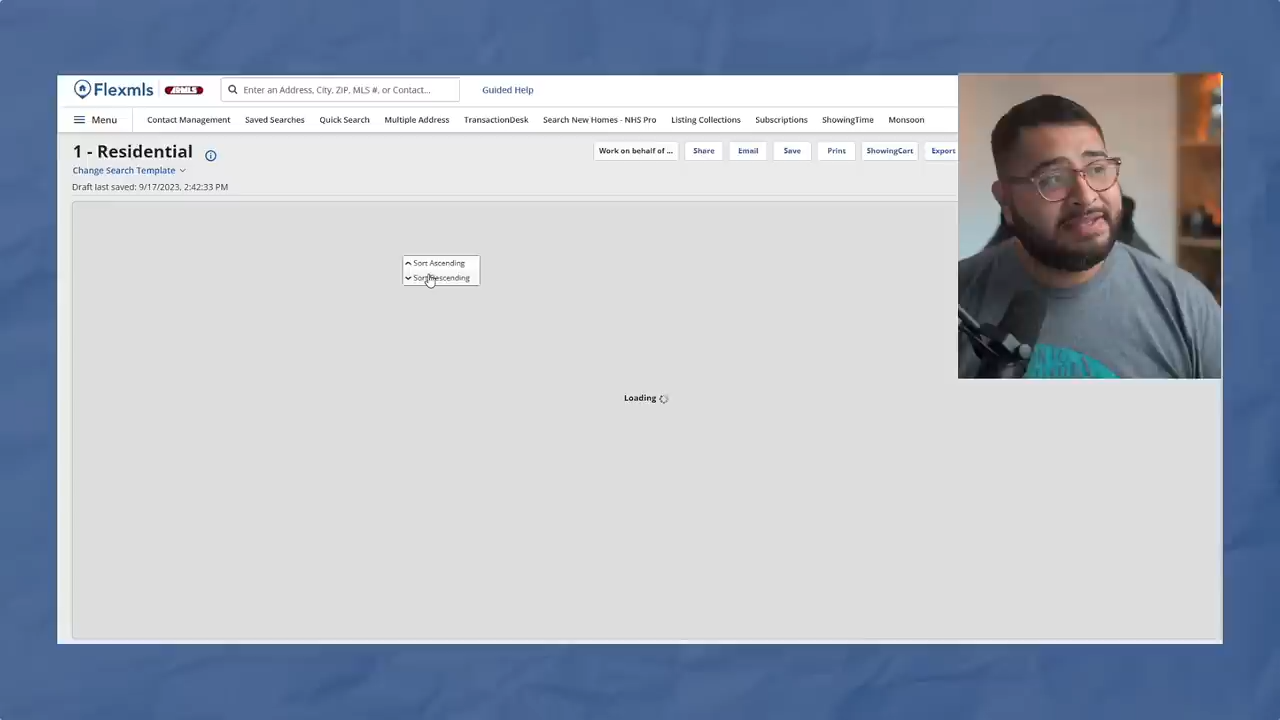 Flexmls ARMLS Enter an Address, City, ZIP, MLS #, or Contact... Guided Help
Menu Contact Management Saved Searches Quick Search Multiple Address TransactionDesk Search New Homes - NHS Pro Listing Collections Subscriptions ShowingTime Monsoon
1 - Residential
Work on behalf of ... Share Email Save Print ShowingCart Export
Change Search Template
Draft last saved: 9/17/2023, 2:42:33 PM
Sort Ascending
Sort Descending
Loading